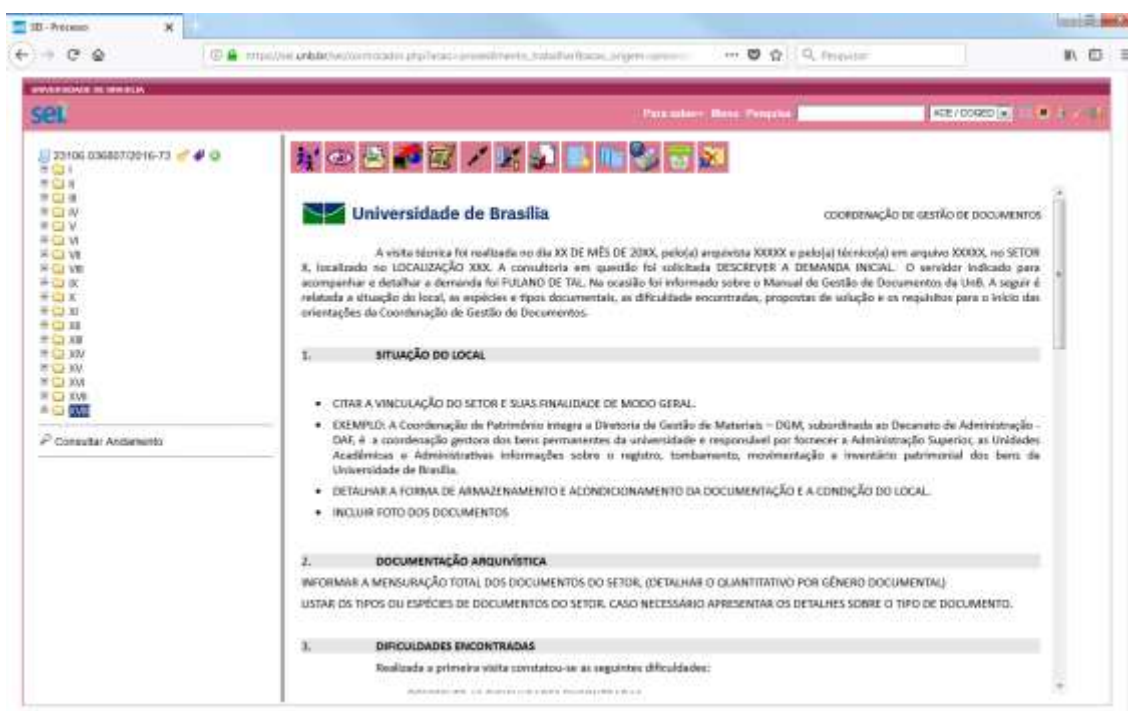 SEI - Processo
Pesquisar
UNIVERSIDADE DE BRASÍLIA
sei.
Para saber+ Menu Pesquisa
ACE / COGED
23106.036807/2016-73
I
II
III
IV
V
VI
VII
VIII
IX
X
XI
XII
XIII
XIV
XV
XVI
XVII
XVIII
Consultar Andamento
Universidade de Brasília
COORDENAÇÃO DE GESTÃO DE DOCUMENTOS
A visita técnica foi realizada no dia XX DE MÊS DE 20XX, pelo(a) arquivista XXXXX e pelo(a) técnico(a) em arquivo XXXXX, no SETOR
X, localizado no LOCALIZAÇÃO XXX. A consultoria em questão foi solicitada DESCREVER A DEMANDA INICIAL. O servidor indicado para
acompanhar e detalhar a demanda foi FULANO DE TAL. Na ocasião foi informado sobre o Manual de Gestão de Documentos da UnB. A seguir é
relatada a situação do local, as espécies e tipos documentais, as dificuldade encontradas, propostas de solução e os requisitos para o início das
orientações da Coordenação de Gestão de Documentos.
1. SITUAÇÃO DO LOCAL
• CITAR A VINCULAÇÃO DO SETOR E SUAS FINALIDADE DE MODO GERAL.
• EXEMPLO: A Coordenação de Patrimônio integra a Diretoria de Gestão de Materiais – DGM, subordinada ao Decanato de Administração -
DAF, é a coordenação gestora dos bens permanentes da universidade e responsável por fornecer a Administração Superior, as Unidades
Acadêmicas e Administrativas informações sobre o registro, tombamento, movimentação e inventário patrimonial dos bens da
Universidade de Brasília.
• DETALHAR A FORMA DE ARMAZENAMENTO E ACONDICIONAMENTO DA DOCUMENTAÇÃO E A CONDIÇÃO DO LOCAL.
• INCLUIR FOTO DOS DOCUMENTOS
2. DOCUMENTAÇÃO ARQUIVÍSTICA
INFORMAR A MENSURAÇÃO TOTAL DOS DOCUMENTOS DO SETOR, (DETALHAR O QUANTITATIVO POR GÊNERO DOCUMENTAL)
LISTAR OS TIPOS OU ESPÉCIES DE DOCUMENTOS DO SETOR. CASO NECESSÁRIO APRESENTAR OS DETALHES SOBRE O TIPO DE DOCUMENTO.
3. DIFICULDADES ENCONTRADAS
Realizada a primeira visita constatou-se as seguintes dificuldades: